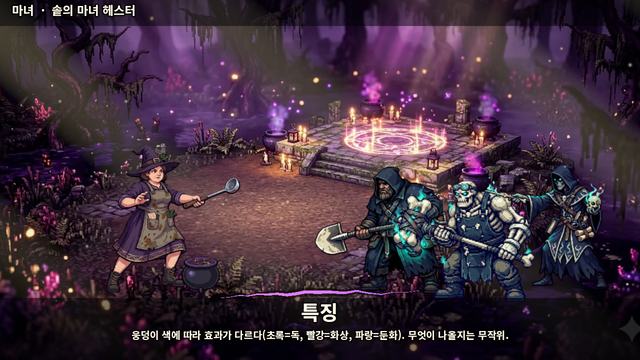 마녀 · 솥의 마녀 헤스터
특징
웅덩이 색에 따라 효과가 다르다(초록=독, 빨강=화상, 파랑=둔화). 무엇이 나올지는 무작위.